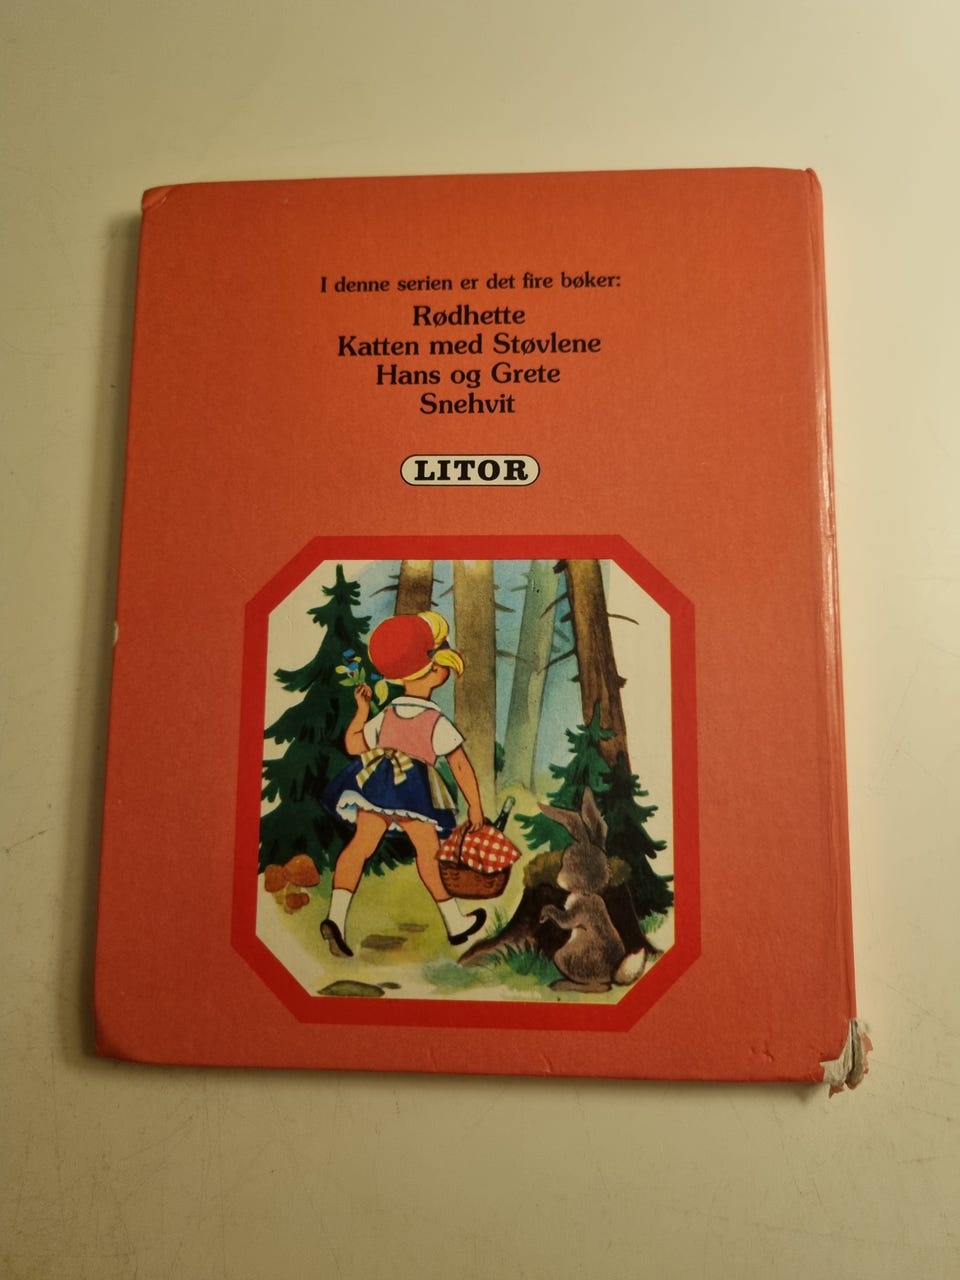 I denne serien er det fire bøker:
Rødhette
Katten med Støvlene
Hans og Grete
Snehvit
LITOR